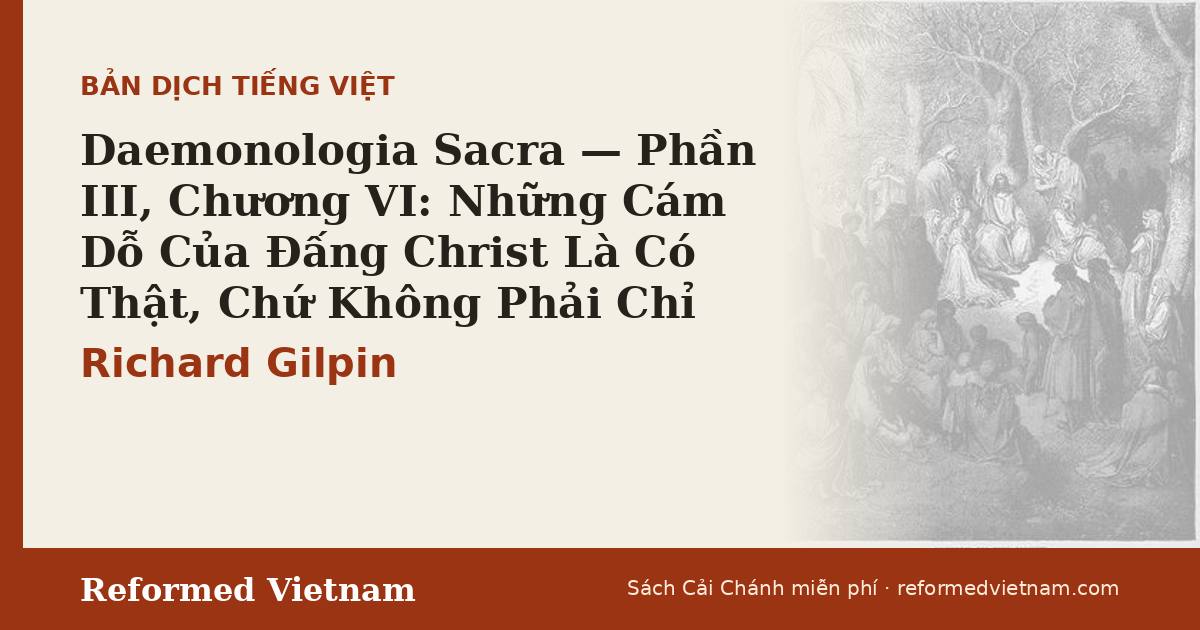 BẢN DỊCH TIẾNG VIỆT
Daemonologia Sacra — Phần
III, Chương VI: Những Cám
Dỗ Của Đấng Christ Là Có
Thật, Chứ Không Phải Chỉ
Richard Gilpin
Reformed Vietnam
Sách Cải Chánh miễn phí · reformedvietnam.com